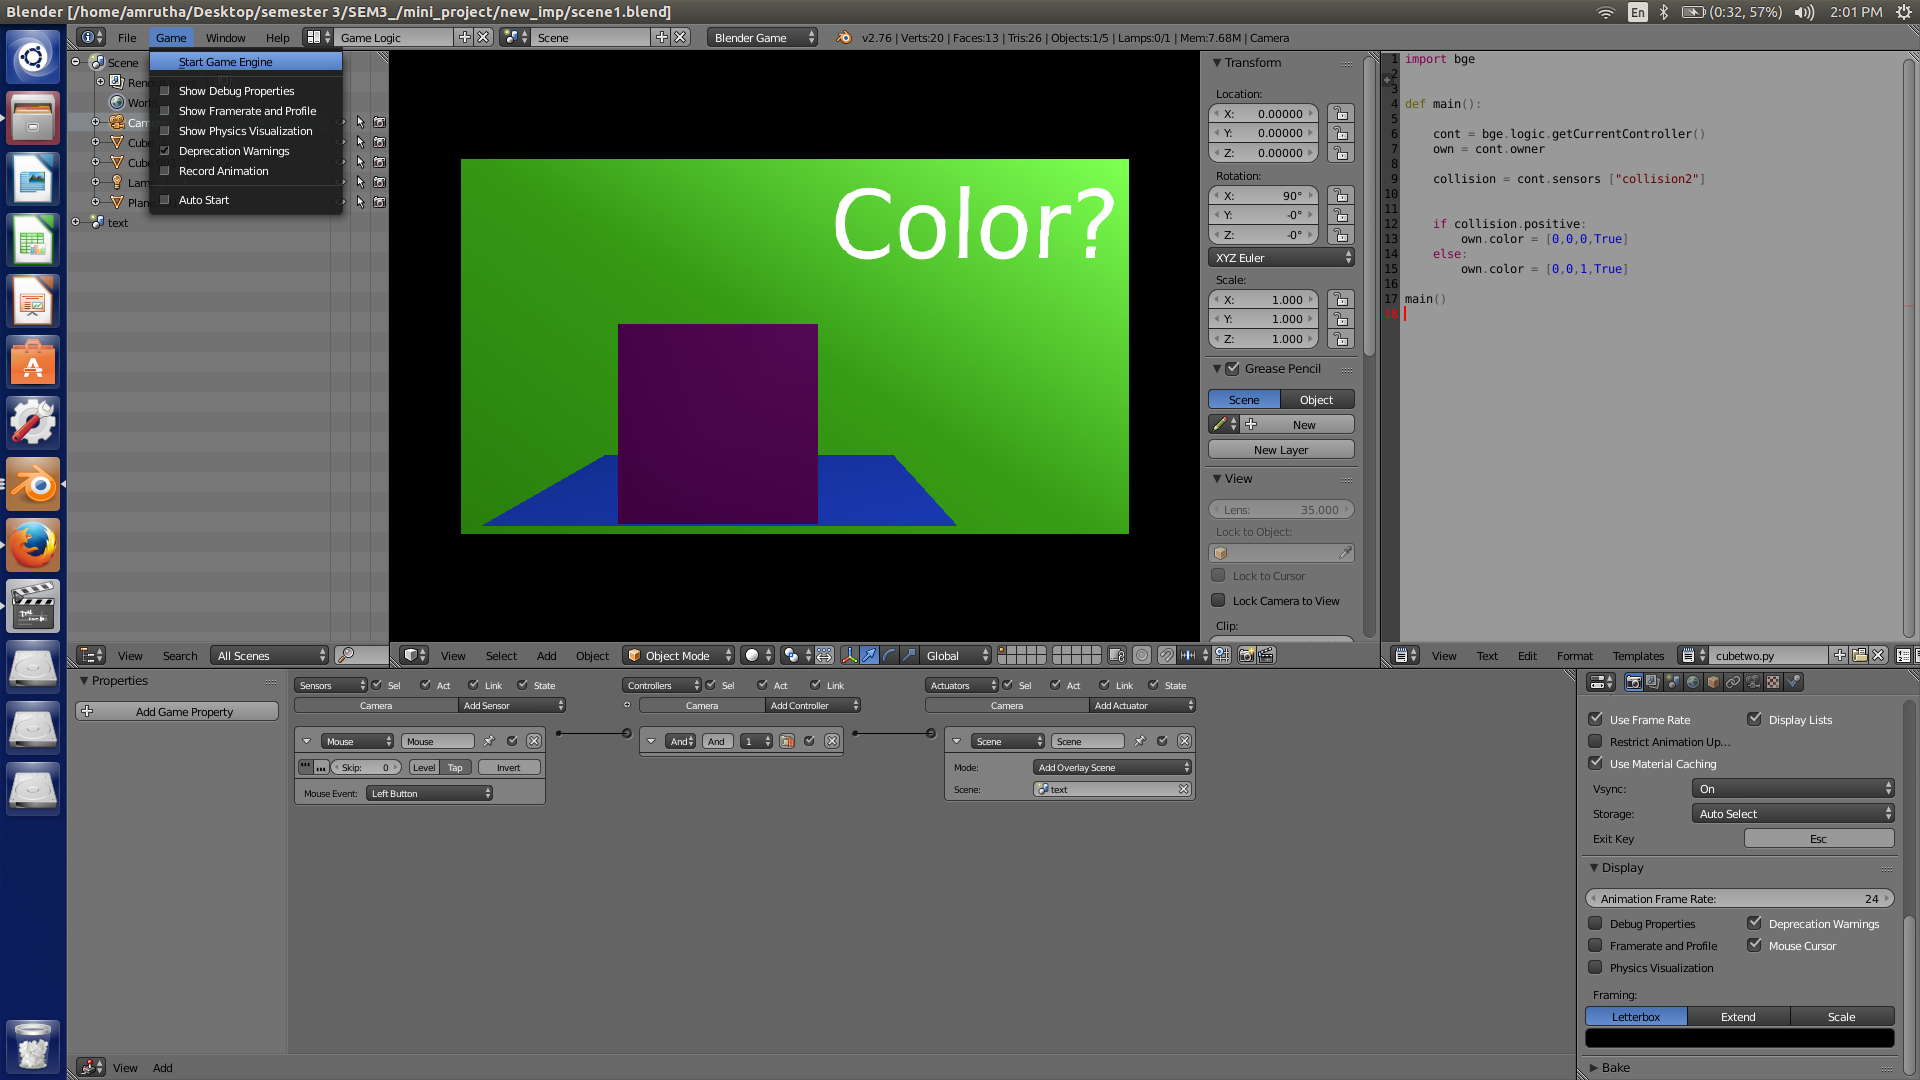 Blender [/home/amrutha/Desktop/semester 3/SEM3_/mini_project/new_imp/scene1.blend]
En (0:32, 57%) 2:01 PM
File Game Window Help Game Logic Scene Blender Game v2.76 | Verts:20 | Faces:13 | Tris:26 | Objects:1/5 | Lamps:0/1 | Mem:7.68M | Camera
Scene
text
Start Game Engine
Show Debug Properties
Show Framerate and Profile
Show Physics Visualization
Deprecation Warnings
Record Animation
Auto Start
Color?
Transform
Location:
X: 0.00000
Y: 0.00000
Z: 0.00000
Rotation:
X: 90°
Y: -0°
Z: -0°
XYZ Euler
Scale:
X: 1.000
Y: 1.000
Z: 1.000
Grease Pencil
Scene Object
New
New Layer
View
Lens: 35.000
Lock to Object:
Lock to Cursor
Lock Camera to View
Clip:
1 import bge
2
3
4 def main():
5
6 cont = bge.logic.getCurrentController()
7 own = cont.owner
8
9 collision = cont.sensors ["collision2"]
10
11
12 if collision.positive:
13 own.color = [0,0,0,True]
14 else:
15 own.color = [0,0,1,True]
16
17 main()
18
View Search All Scenes
View Select Add Object Object Mode Global
View Text Edit Format Templates cubetwo.py
Properties
Add Game Property
Sensors Sel Act Link State
Camera Add Sensor
Mouse Mouse
Skip: 0 Level Tap Invert
Mouse Event: Left Button
Controllers Sel Act Link
Camera Add Controller
And And 1
Actuators Sel Act Link State
Camera Add Actuator
Scene Scene
Mode: Add Overlay Scene
Scene: text
Use Frame Rate Display Lists
Restrict Animation Up...
Use Material Caching
Vsync: On
Storage: Auto Select
Exit Key Esc
Display
Animation Frame Rate: 24
Debug Properties Deprecation Warnings
Framerate and Profile Mouse Cursor
Physics Visualization
Framing:
Letterbox Extend Scale
Bake
View Add